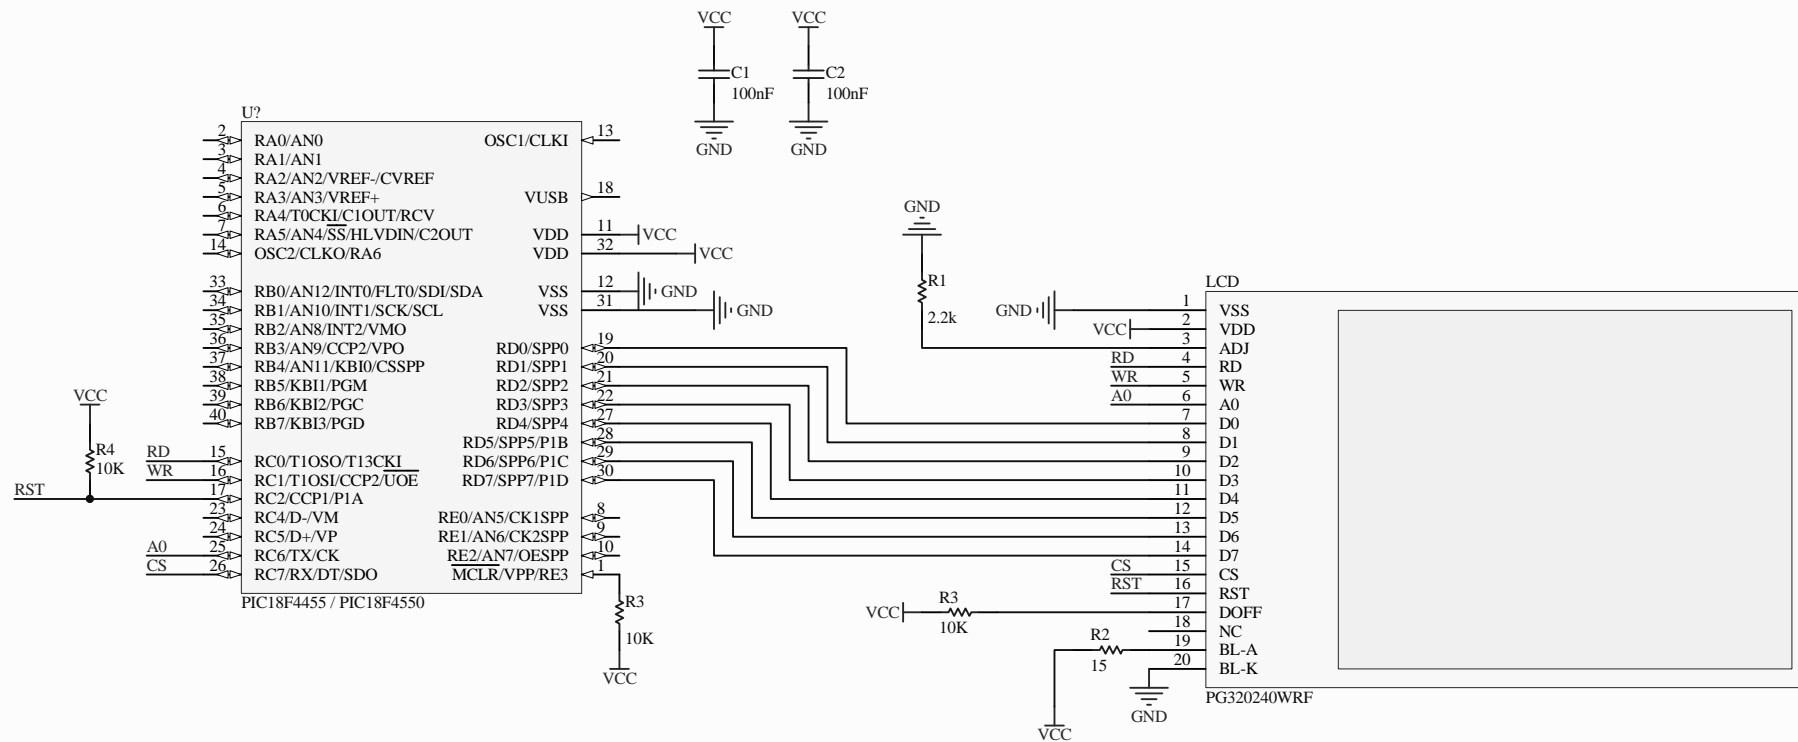 VCC
VCC
C1
100nF
C2
100nF
GND
GND
U?
2
RA0/AN0
3
RA1/AN1
4
RA2/AN2/VREF-/CVREF
5
RA3/AN3/VREF+
6
RA4/T0CKI/C1OUT/RCV
7
RA5/AN4/SS/HLVDIN/C2OUT
14
OSC2/CLKO/RA6
33
RB0/AN12/INT0/FLT0/SDI/SDA
34
RB1/AN10/INT1/SCK/SCL
35
RB2/AN8/INT2/VMO
36
RB3/AN9/CCP2/VPO
37
RB4/AN11/KBI0/CSSPP
38
RB5/KBI1/PGM
39
RB6/KBI2/PGC
40
RB7/KBI3/PGD
RD
15
RC0/T1OSO/T13CKI
WR
16
RC1/T1OSI/CCP2/UOE
RST
17
RC2/CCP1/P1A
23
RC4/D-/VM
24
RC5/D+/VP
A0
25
RC6/TX/CK
CS
26
RC7/RX/DT/SDO
VCC
R4
10K
OSC1/CLKI
13
VUSB
18
VDD
11
VCC
VDD
32
VCC
VSS
12
GND
VSS
31
GND
RD0/SPP0
19
RD1/SPP1
20
RD2/SPP2
21
RD3/SPP3
22
RD4/SPP4
27
RD5/SPP5/P1B
28
RD6/SPP6/P1C
29
RD7/SPP7/P1D
30
RE0/AN5/CK1SPP
8
RE1/AN6/CK2SPP
9
RE2/AN7/OESPP
10
MCLR/VPP/RE3
1
PIC18F4455 / PIC18F4550
R3
10K
VCC
GND
R1
2.2k
LCD
GND
1
VSS
VCC
2
VDD
3
ADJ
RD
4
RD
WR
5
WR
A0
6
A0
7
D0
8
D1
9
D2
10
D3
11
D4
12
D5
13
D6
14
D7
CS
15
CS
RST
16
RST
VCC
R3
10K
17
DOFF
18
NC
R2
15
19
BL-A
20
BL-K
GND
VCC
PG320240WRF